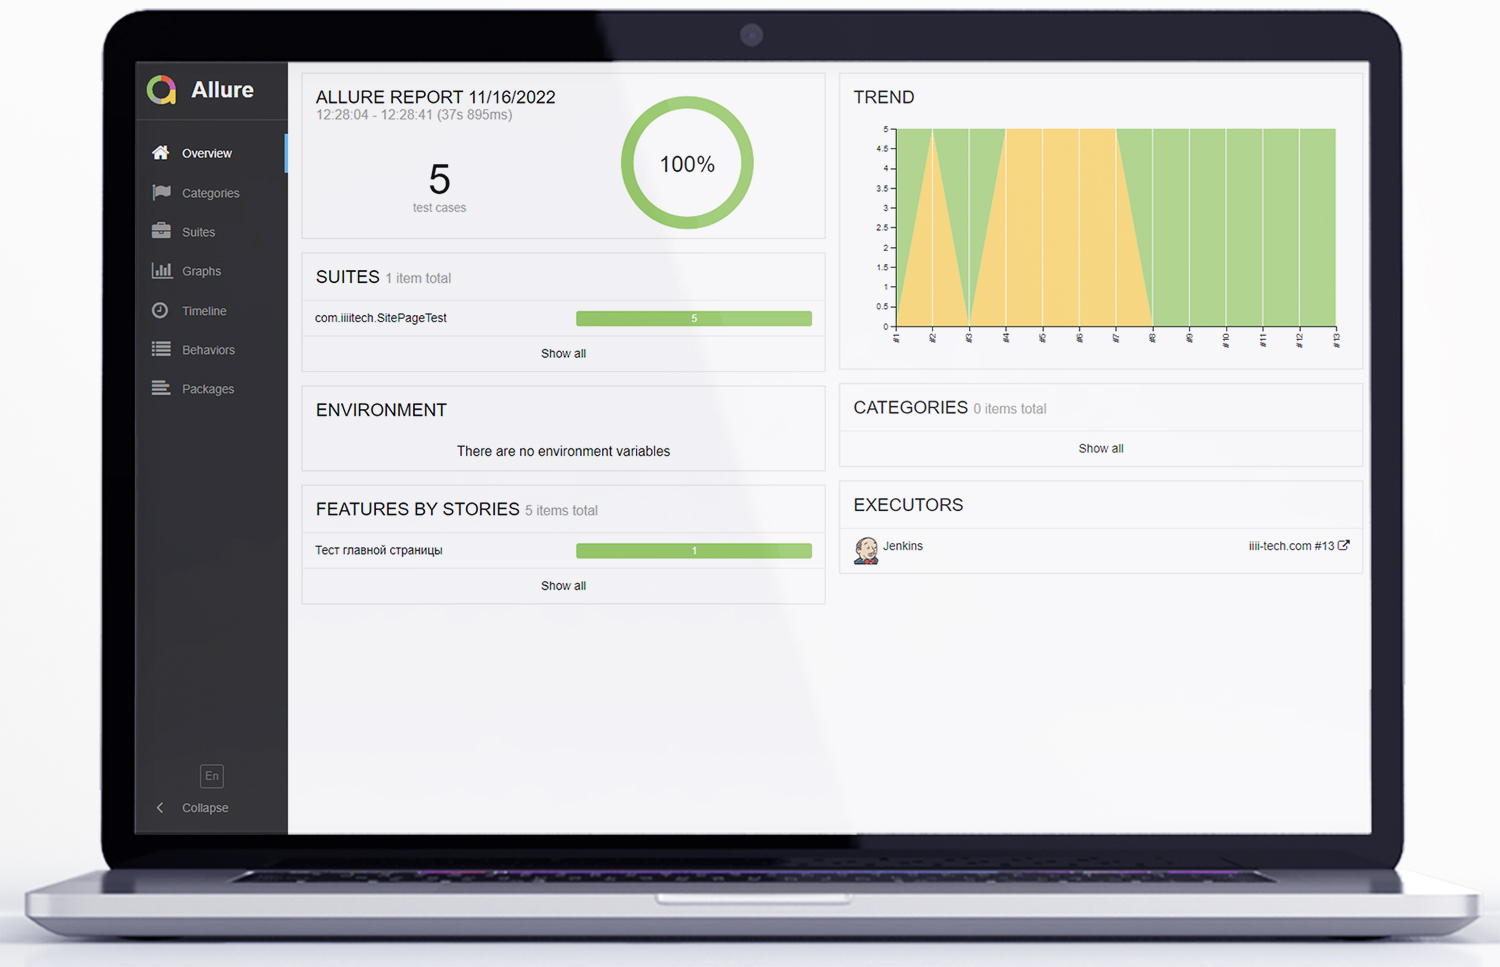 Allure
Overview
Categories
Suites
Graphs
Timeline
Behaviors
Packages
En
Collapse
ALLURE REPORT 11/16/2022
12:28:04 - 12:28:41 (37s 895ms)
5
test cases
100%
SUITES 1 item total
com.iiiitech.SitePageTest 5
Show all
ENVIRONMENT
There are no environment variables
FEATURES BY STORIES 5 items total
Тест главной страницы 1
Show all
TREND
5
4.5
4
3.5
3
2.5
2
1.5
1
0.5
0
#1 #2 #3 #4 #5 #6 #7 #8 #9 #10 #11 #12 #13
CATEGORIES 0 items total
Show all
EXECUTORS
Jenkins iiii-tech.com #13